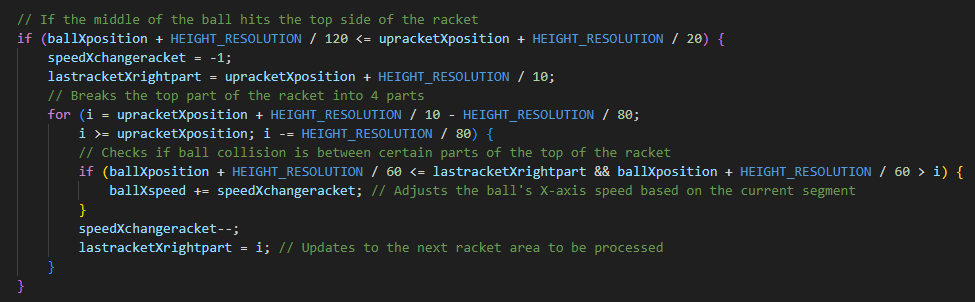 // If the middle of the ball hits the top side of the racket
if (ballXposition + HEIGHT_RESOLUTION / 120 <= upracketXposition + HEIGHT_RESOLUTION / 20) {
    speedXchangeracket = -1;
    lastracketXrightpart = upracketXposition + HEIGHT_RESOLUTION / 10;
    // Breaks the top part of the racket into 4 parts
    for (i = upracketXposition + HEIGHT_RESOLUTION / 10 - HEIGHT_RESOLUTION / 80;
        i >= upracketXposition; i -= HEIGHT_RESOLUTION / 80) {
        // Checks if ball collision is between certain parts of the top of the racket
        if (ballXposition + HEIGHT_RESOLUTION / 60 <= lastracketXrightpart && ballXposition + HEIGHT_RESOLUTION / 60 > i) {
            ballXspeed += speedXchangeracket; // Adjusts the ball's X-axis speed based on the current segment
        }
        speedXchangeracket--;
        lastracketXrightpart = i; // Updates to the next racket area to be processed
    }
}